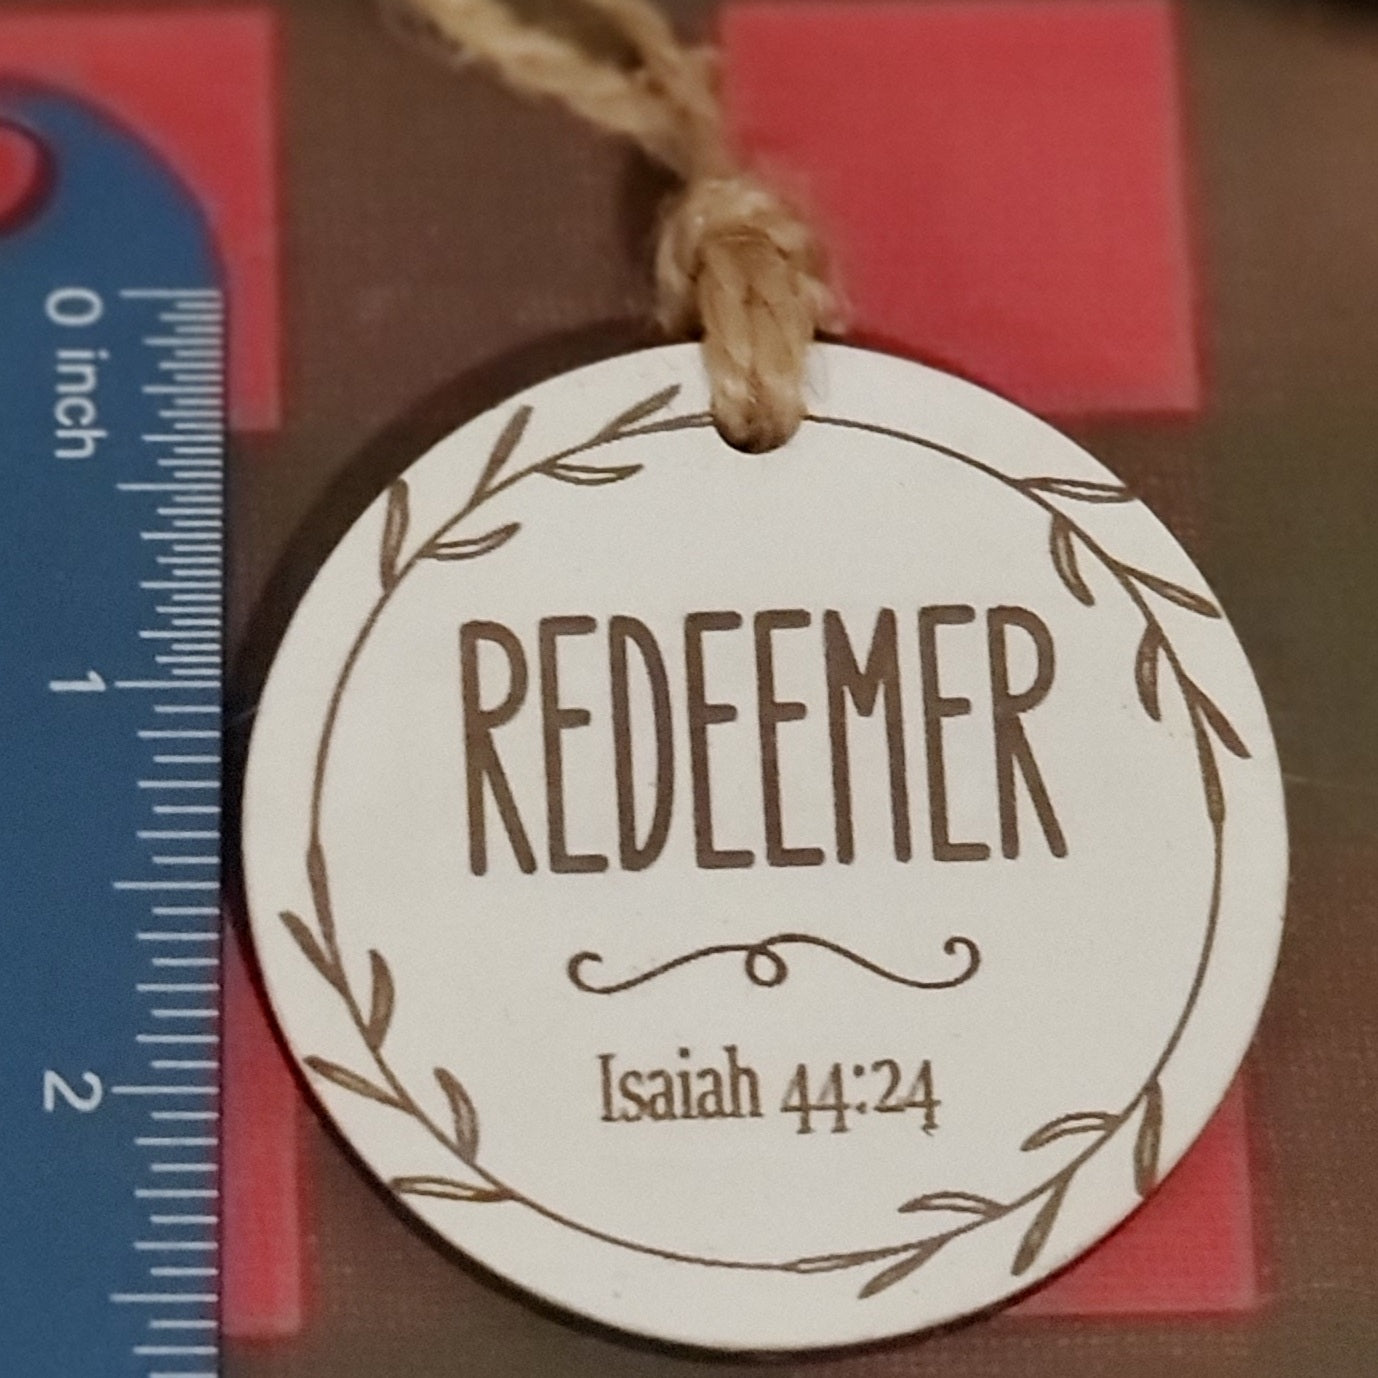 0 inch
1
2
REDEEMER
Isaiah 44:24